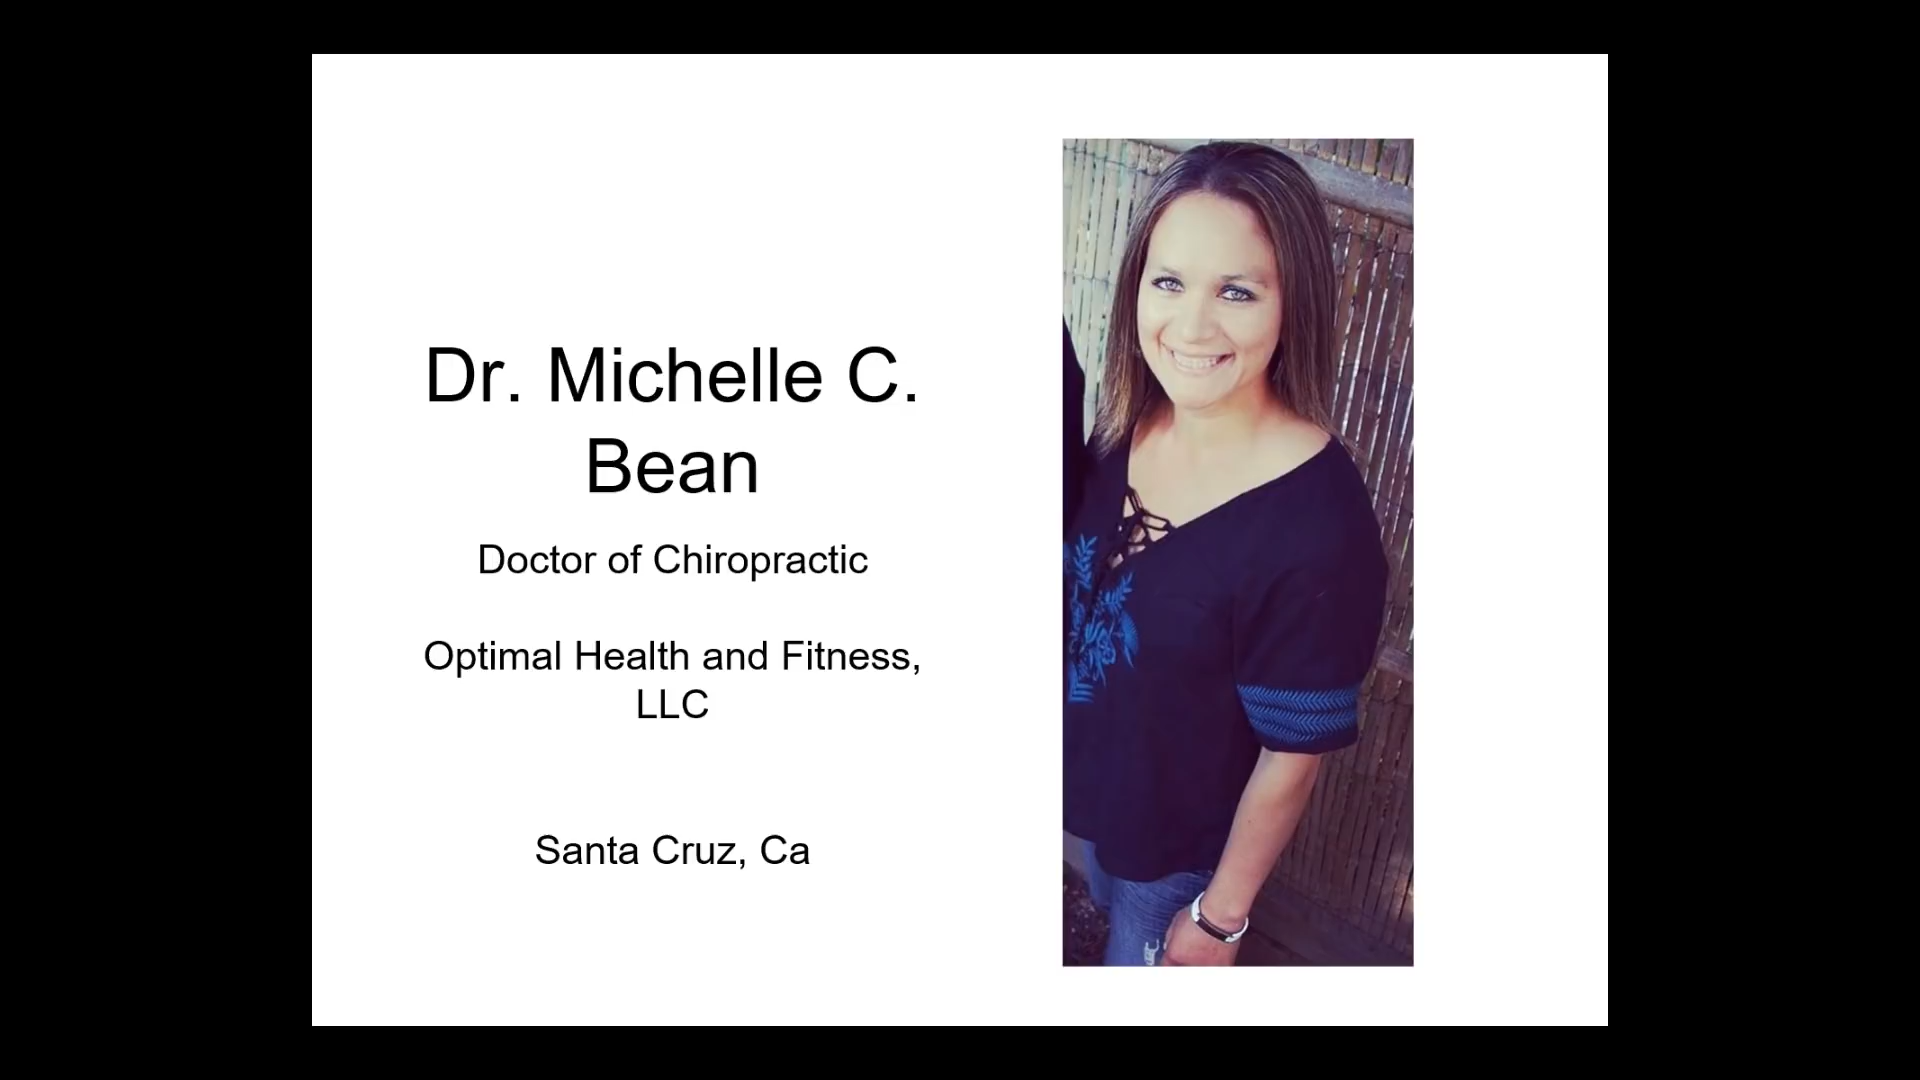 Dr. Michelle C.
Bean
Doctor of Chiropractic
Optimal Health and Fitness,
LLC
Santa Cruz, Ca